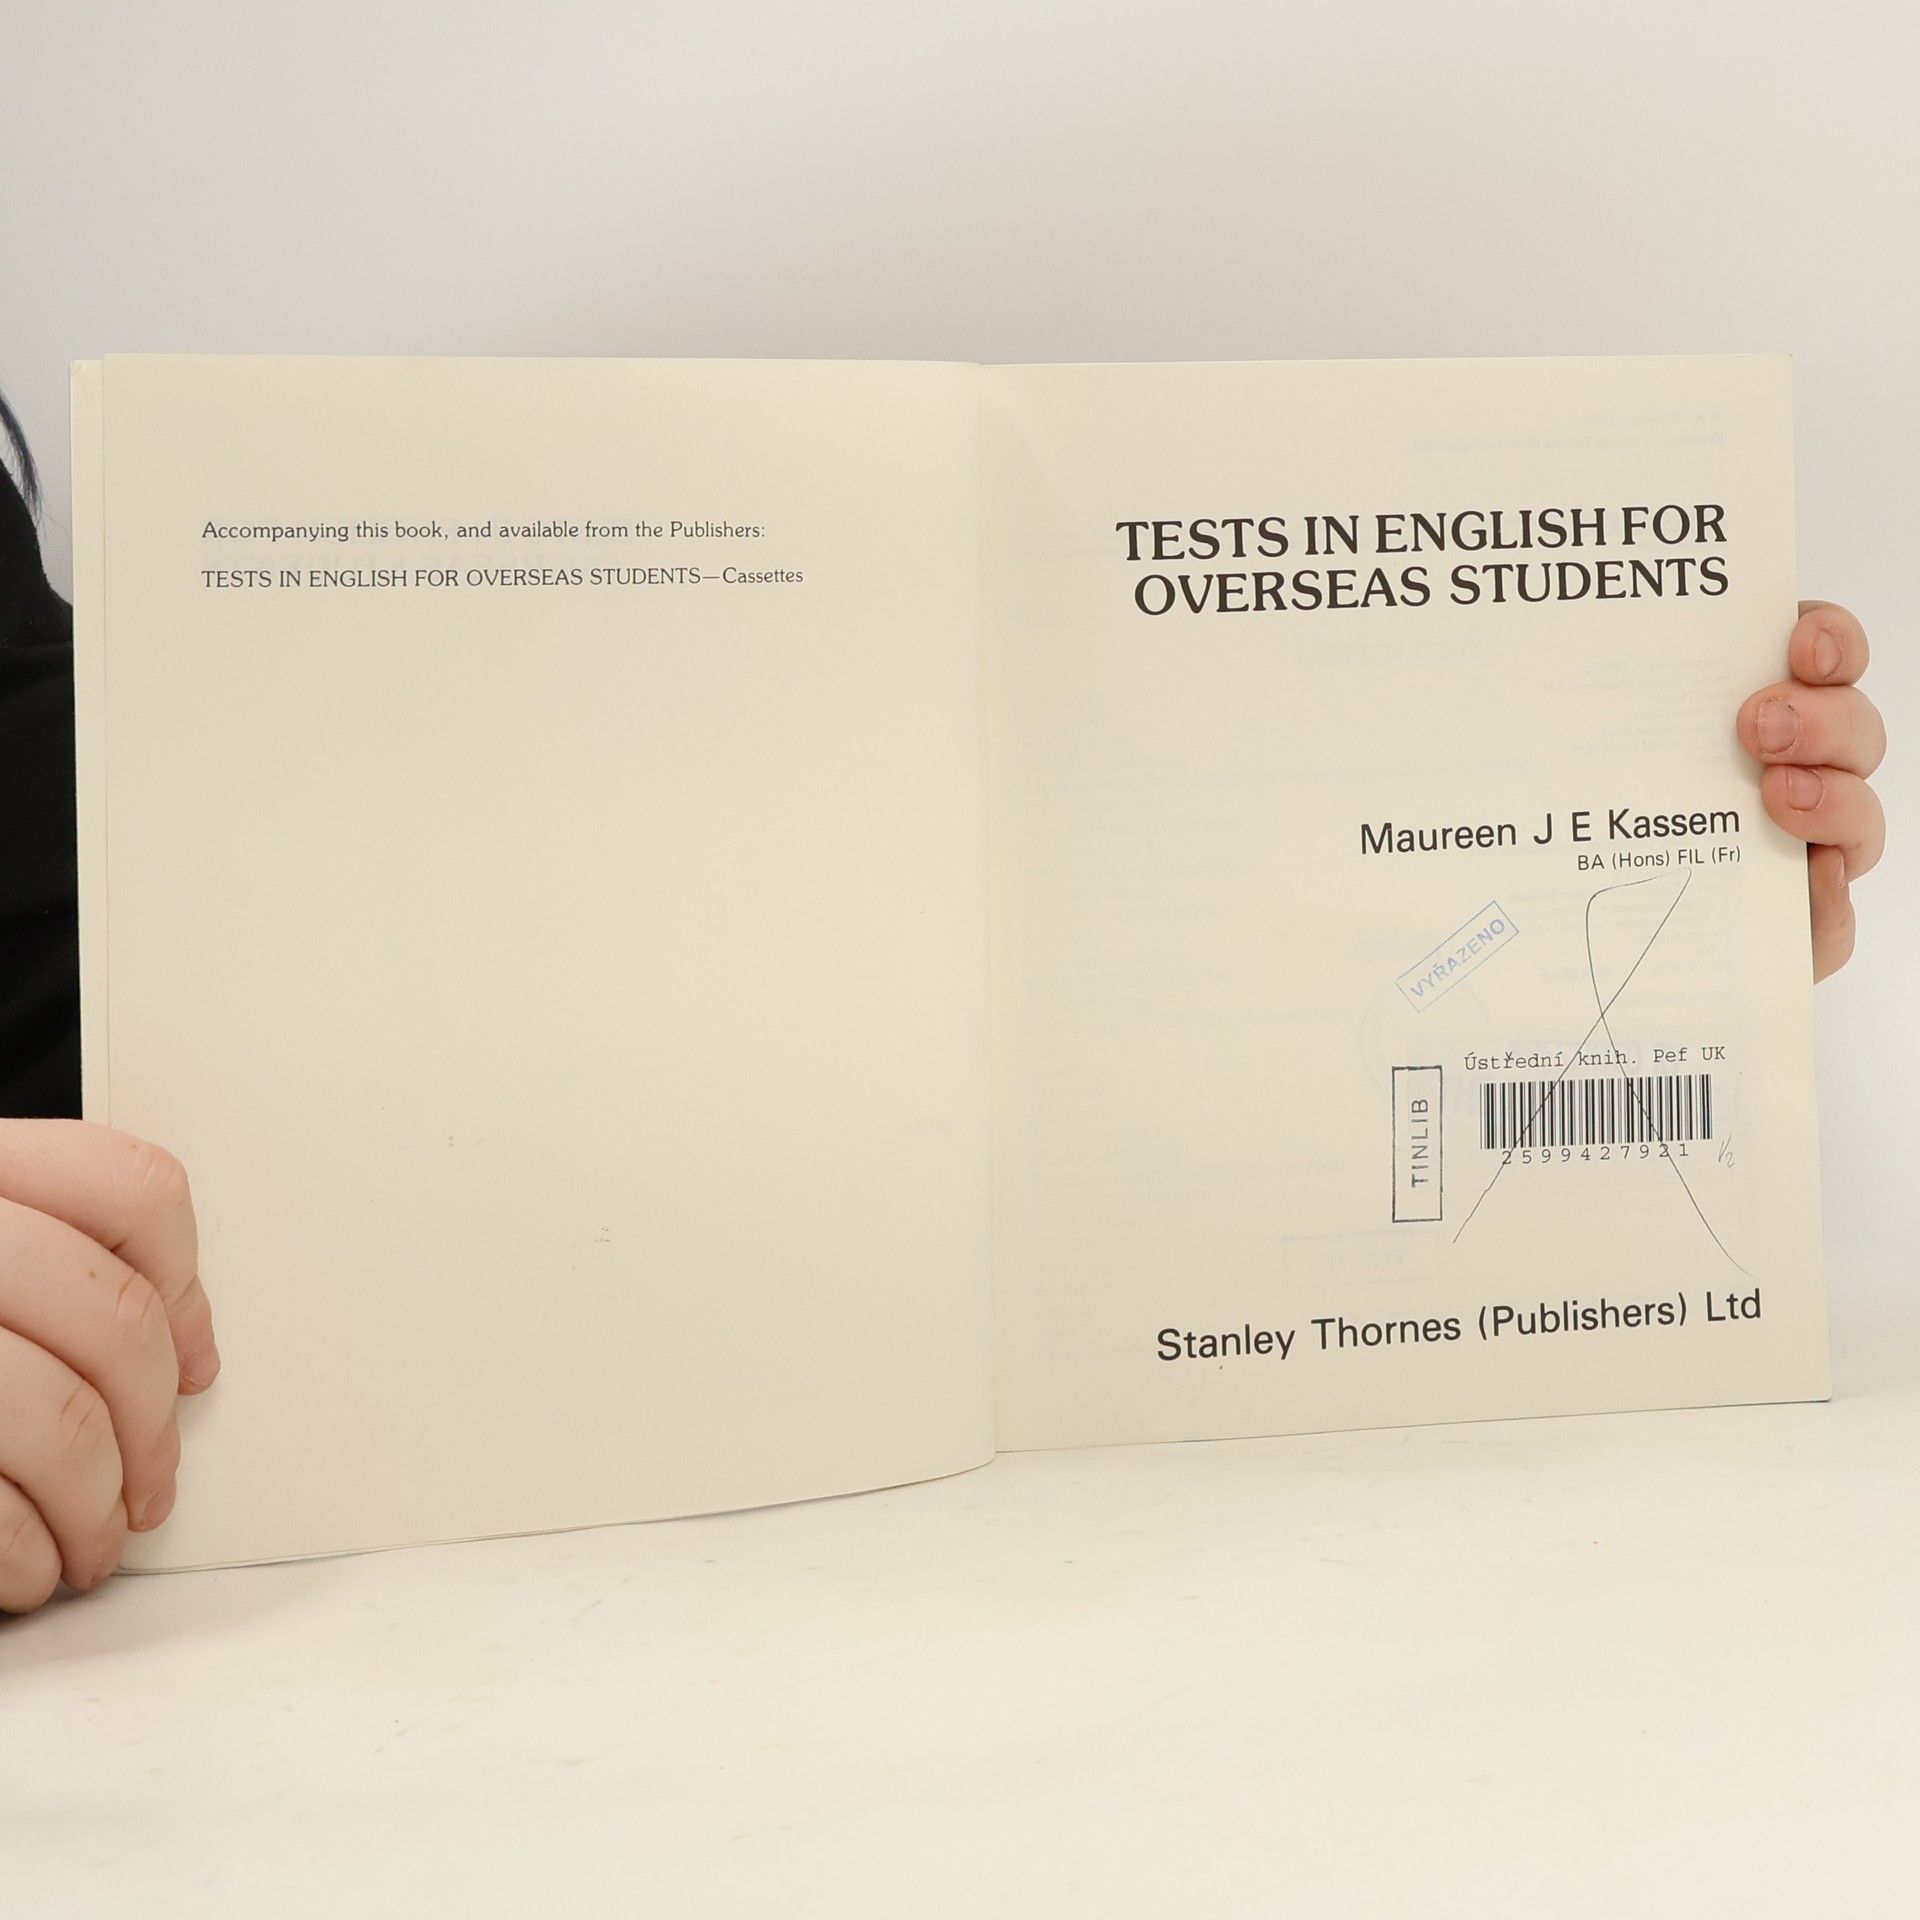 Accompanying this book, and available from the Publishers:
TESTS IN ENGLISH FOR OVERSEAS STUDENTS—Cassettes
TESTS IN ENGLISH FOR
OVERSEAS STUDENTS
Maureen J E Kassem
BA (Hons) FIL (Fr)
VYŘAZENO
Ústřední knih. Pef UK
TINLIB
2599427921
1/2
Stanley Thornes (Publishers) Ltd